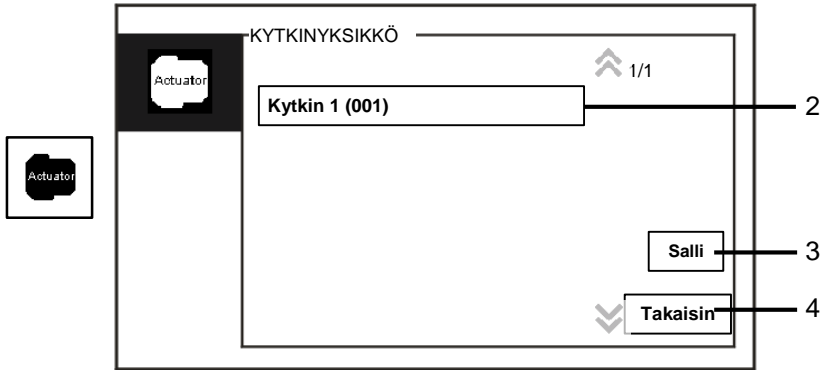 KYTKINYKSIKKÖ
Actuator
1/1
Kytkin 1 (001)
2
Actuator
Salli
3
Takaisin
4